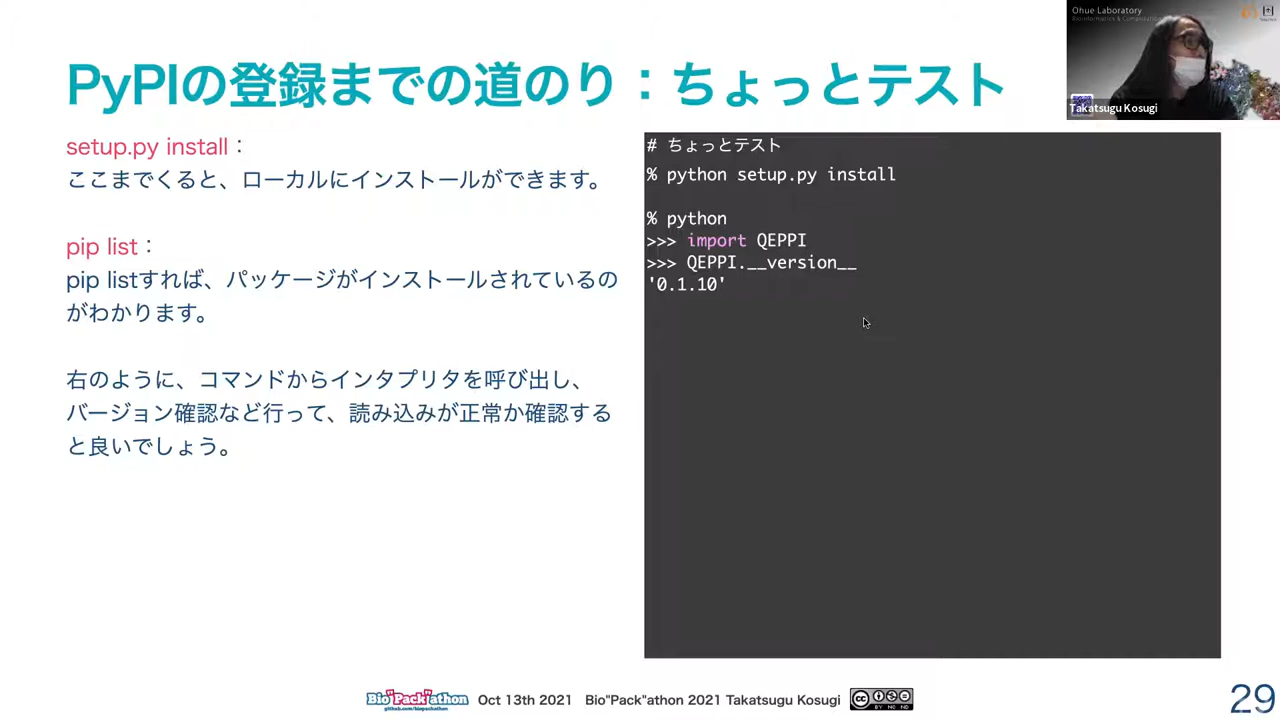 Ohue Laboratory
Takatsugu Kosugi
PyPIの登録までの道のり：ちょっとテスト
setup.py install：
ここまでくると、ローカルにインストールができます。
pip list：
pip listすれば、パッケージがインストールされているの
がわかります。
右のように、コマンドからインタプリタを呼び出し、
バージョン確認など行って、読み込みが正常か確認する
と良いでしょう。
# ちょっとテスト
% python setup.py install
% python
>>> import QEPPI
>>> QEPPI.__version__
'0.1.10'
Bio"Pack"athon
github.com/biopackathon
Oct 13th 2021 Bio"Pack"athon 2021 Takatsugu Kosugi
cc BY NC ND
29